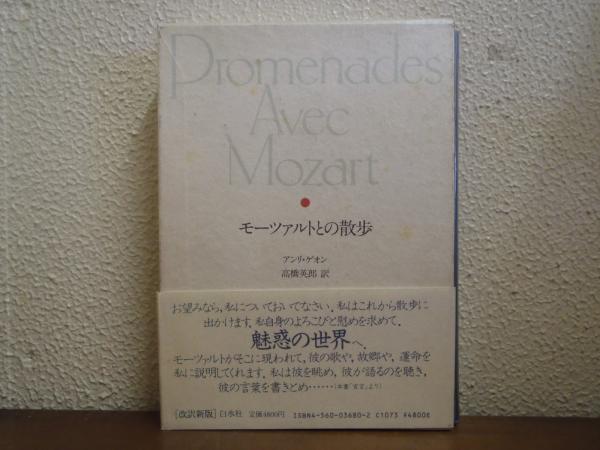 Promenades
Avec
Mozart
モーツァルトとの散歩
アンリ・ゲオン
高橋英郎 訳
お望みなら,私についておいでなさい.私はこれから散歩に
出かけます.私自身のよろこびと慰めを求めて.
魅惑の世界へ.
モーツァルトがそこに現われて,彼の歌や,故郷や,運命を
私に説明してくれます.私は彼を眺め,彼が語るのを聴き,
彼の言葉を書きとめ……(本書「宣言」より)
[改訳新版] 白水社 定価4800円 ISBN4-560-03680-2 C1073 ¥4800E